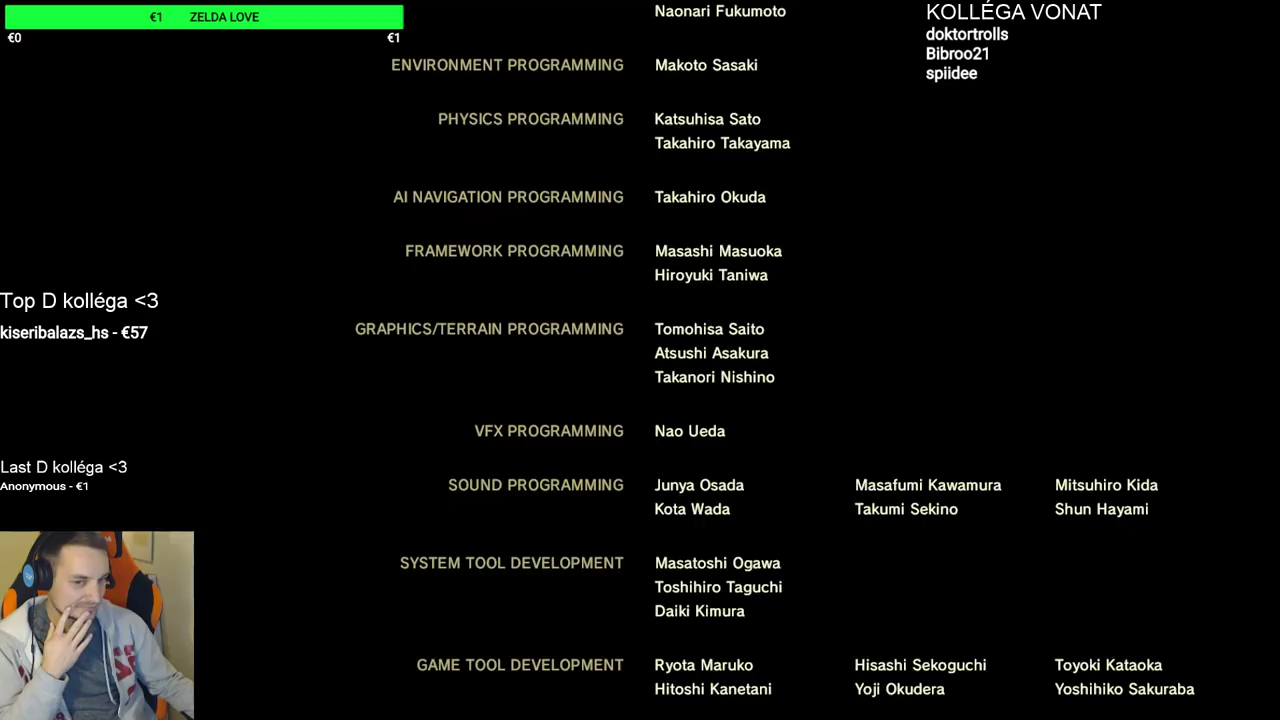 €1 ZELDA LOVE
€0 €1
KOLLÉGA VONAT
doktortrolls
Bibroo21
spiidee
Naonari Fukumoto
ENVIRONMENT PROGRAMMING Makoto Sasaki
PHYSICS PROGRAMMING Katsuhisa Sato
Takahiro Takayama
AI NAVIGATION PROGRAMMING Takahiro Okuda
FRAMEWORK PROGRAMMING Masashi Masuoka
Hiroyuki Taniwa
Top D kolléga <3
kiseribalazs_hs - €57
GRAPHICS/TERRAIN PROGRAMMING Tomohisa Saito
Atsushi Asakura
Takanori Nishino
VFX PROGRAMMING Nao Ueda
Last D kolléga <3
Anonymous - €1
SOUND PROGRAMMING Junya Osada Masafumi Kawamura Mitsuhiro Kida
Kota Wada Takumi Sekino Shun Hayami
SYSTEM TOOL DEVELOPMENT Masatoshi Ogawa
Toshihiro Taguchi
Daiki Kimura
GAME TOOL DEVELOPMENT Ryota Maruko Hisashi Sekoguchi Toyoki Kataoka
Hitoshi Kanetani Yoji Okudera Yoshihiko Sakuraba